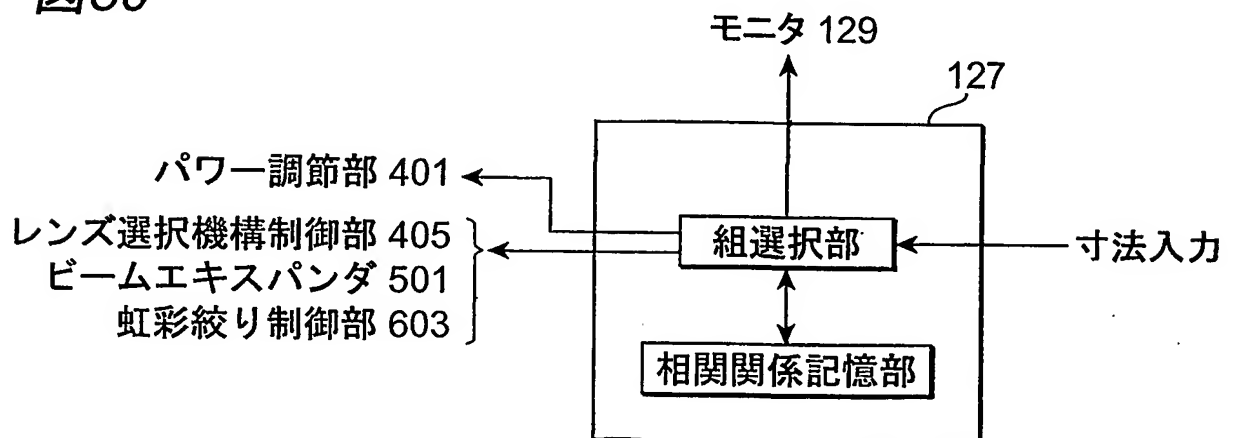 モニタ 129
127
パワー調節部 401
レンズ選択機構制御部 405
ビームエキスパンダ 501
虹彩絞り制御部 603
組選択部
寸法入力
相関関係記憶部